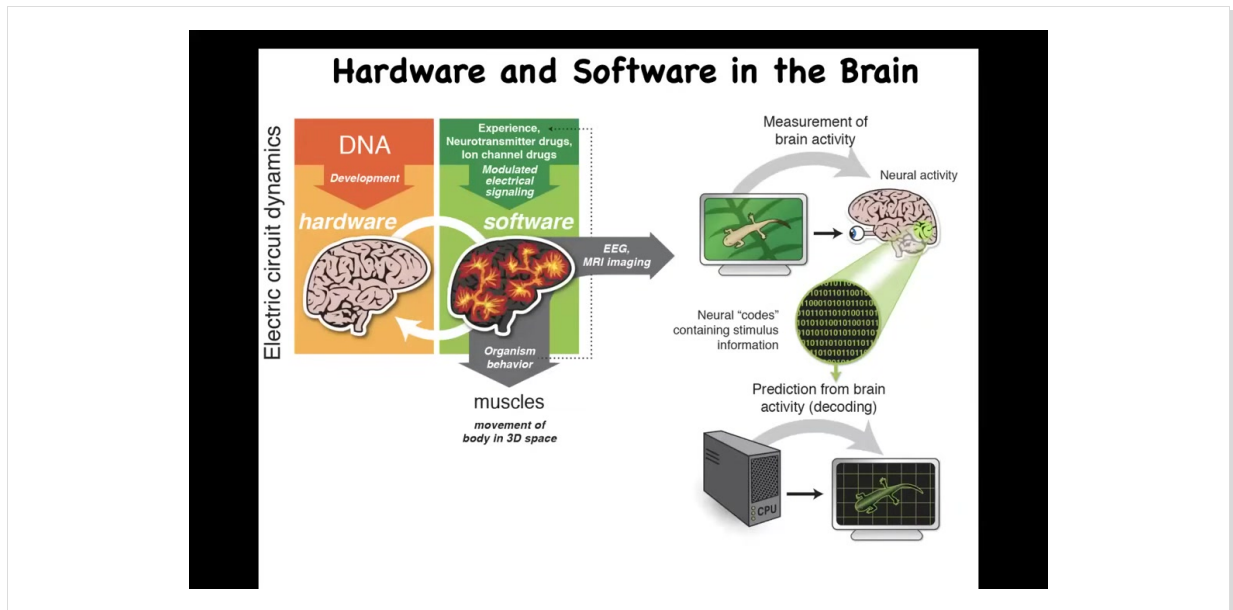 Hardware and Software in the Brain
Electric circuit dynamics
DNA
Development
hardware
Experience,
Neurotransmitter drugs,
Ion channel drugs
Modulated
electrical
signaling
software
EEG,
MRI imaging
Organism
behavior
muscles
movement of
body in 3D space
Measurement of
brain activity
Neural activity
Neural “codes”
containing stimulus
information
Prediction from brain
activity (decoding)
CPU